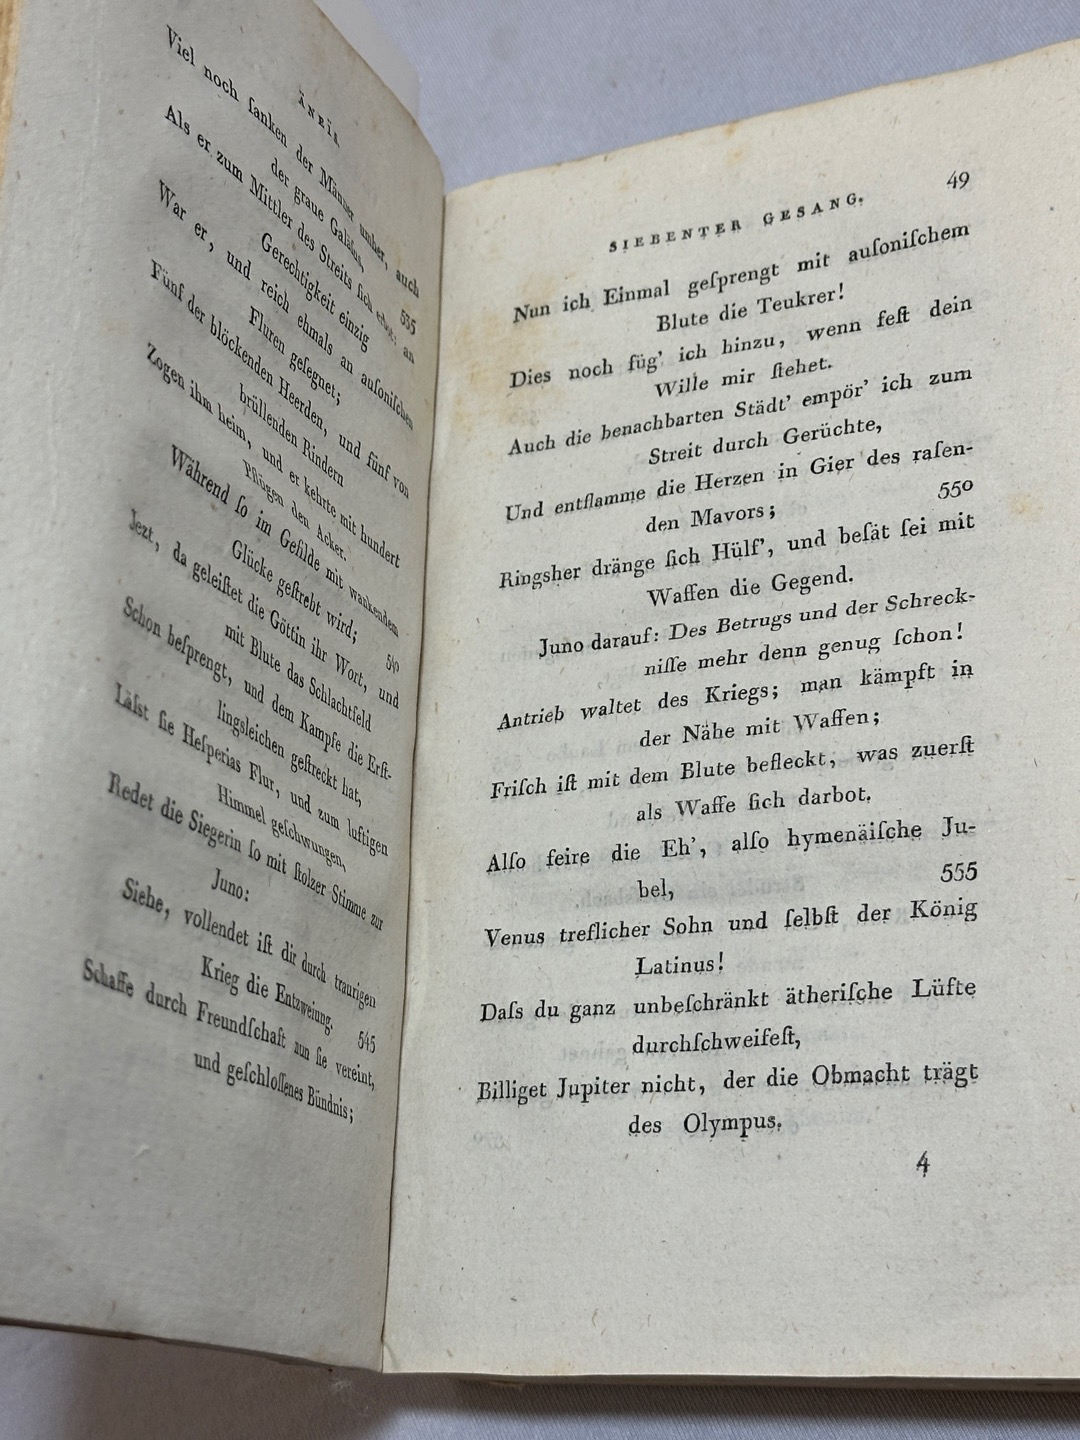 ÄNEÏS.
Viel noch ſanken der Männer umher, auch
der graue Galäſus,
535
Als er zum Mittler des Streits ſich erbot: an
Gerechtigkeit einzig
War er, und reich ehmals an auſoniſchen
Fluren geſegnet;
Fünf der blöckenden Heerden, und fünf von
brüllenden Rindern
Zogen ihm heim, und er kehrte mit hundert
Pflügen den Acker.
Während ſo im Gefilde mit wankendem
Glücke geſtrebt wird;
540
Jezt, da geleiſtet die Göttin ihr Wort, und
mit Blute das Schlachtfeld
Schon beſprengt, und dem Kampfe die Erſt-
lingsleichen geſtreckt hat,
Läſst ſie Heſperias Flur, und zum luftigen
Himmel geſchwungen,
Redet die Siegerin ſo mit ſtolzer Stimme zur
Juno:
Siehe, vollendet iſt dir durch traurigen
Krieg die Entzweiung. 545
Schaffe durch Freundſchaft nun ſie vereint,
und geſchloſſenes Bündnis;
SIEBENTER GESANG. 49
Nun ich Einmal geſprengt mit auſoniſchem
Blute die Teukrer!
Dies noch füg' ich hinzu, wenn feſt dein
Wille mir ſtehet.
Auch die benachbarten Städt' empör' ich zum
Streit durch Gerüchte,
Und entflamme die Herzen in Gier des raſen-
den Mavors; 550
Ringsher dränge ſich Hülf', und beſät ſei mit
Waffen die Gegend.
Juno darauf: Des Betrugs und der Schreck-
niſſe mehr denn genug ſchon!
Antrieb waltet des Kriegs; man kämpft in
der Nähe mit Waffen;
Friſch iſt mit dem Blute befleckt, was zuerſt
als Waffe ſich darbot.
Alſo feire die Eh', alſo hymenäiſche Ju-
bel, 555
Venus treflicher Sohn und ſelbſt der König
Latinus!
Daſs du ganz unbeſchränkt ätheriſche Lüfte
durchſchweifeſt,
Billiget Jupiter nicht, der die Obmacht trägt
des Olympus.
4